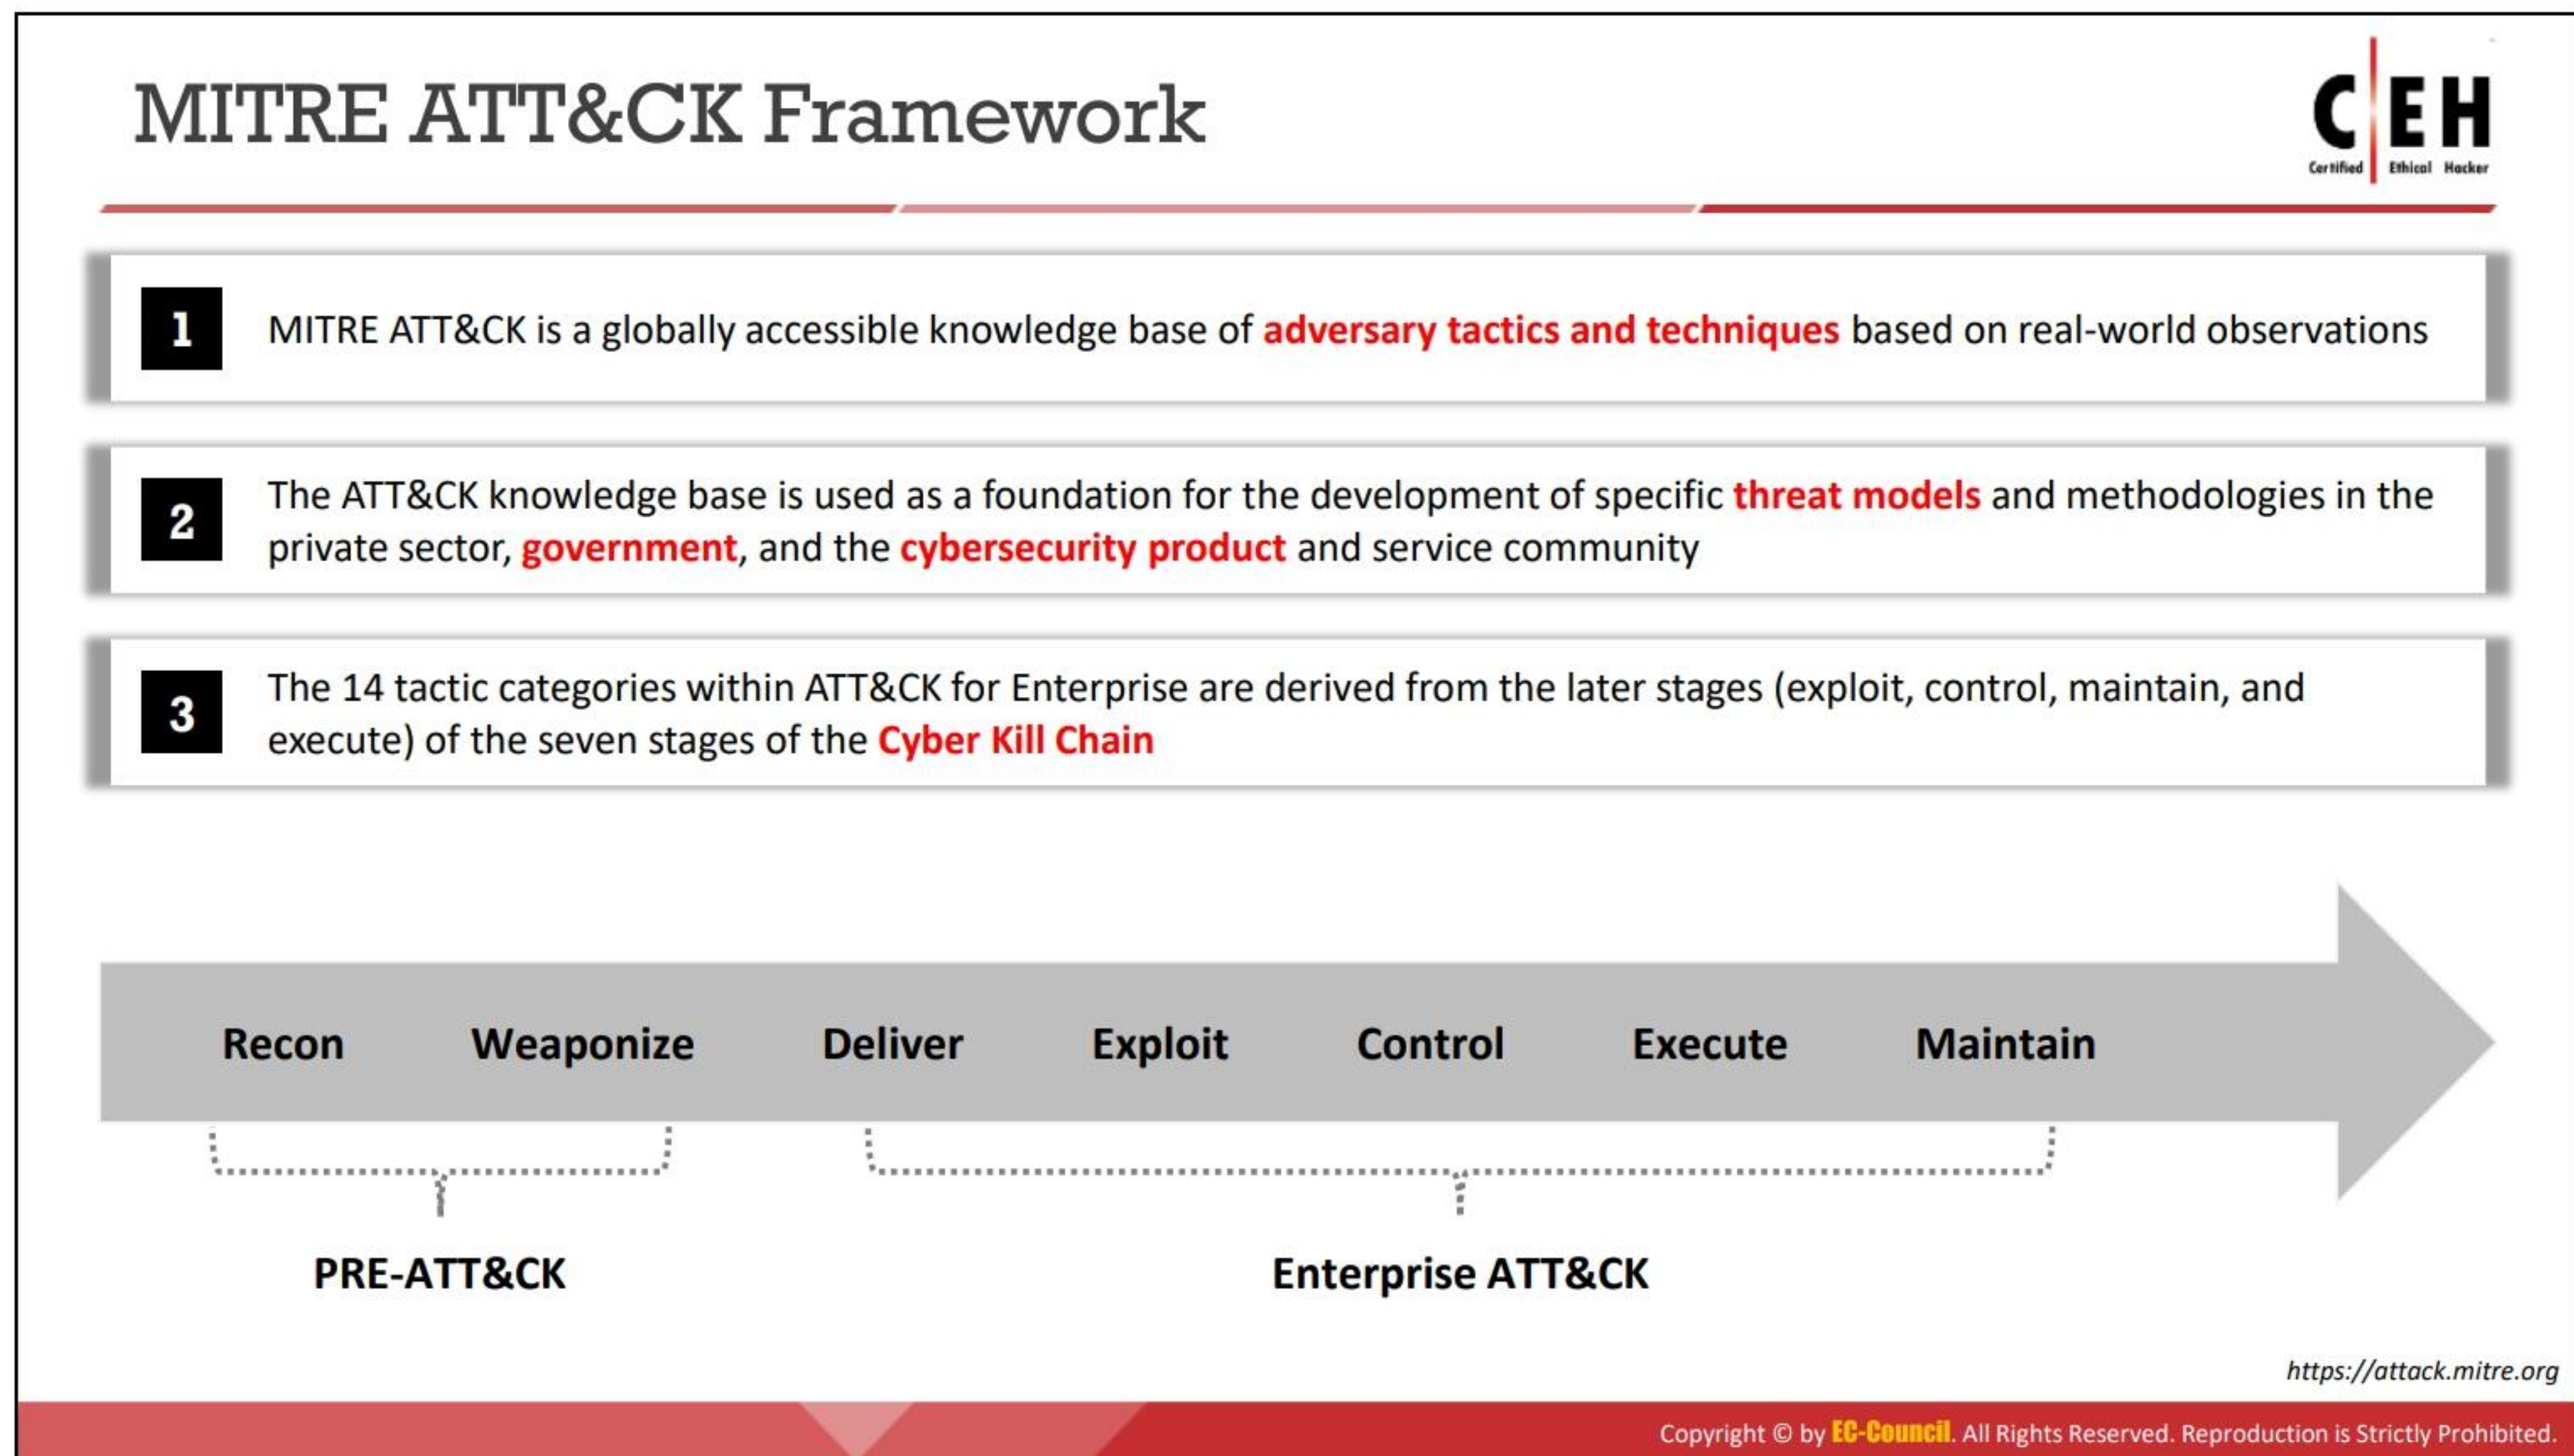 MITRE ATT&CK Framework
C|EH
Certified Ethical Hacker
1
MITRE ATT&CK is a globally accessible knowledge base of adversary tactics and techniques based on real-world observations
2
The ATT&CK knowledge base is used as a foundation for the development of specific threat models and methodologies in the
private sector, government, and the cybersecurity product and service community
3
The 14 tactic categories within ATT&CK for Enterprise are derived from the later stages (exploit, control, maintain, and
execute) of the seven stages of the Cyber Kill Chain
Recon Weaponize Deliver Exploit Control Execute Maintain
PRE-ATT&CK Enterprise ATT&CK
https://attack.mitre.org
Copyright © by EC-Council. All Rights Reserved. Reproduction is Strictly Prohibited.